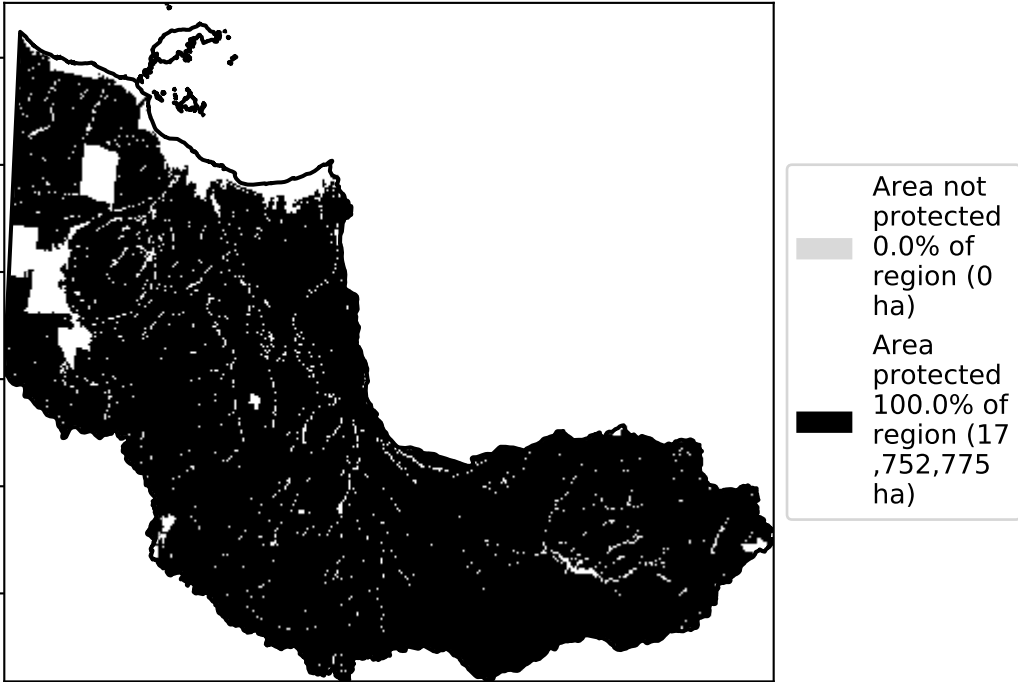 Area not
protected
0.0% of
region (0
ha)
Area
protected
100.0% of
region (17
,752,775
ha)